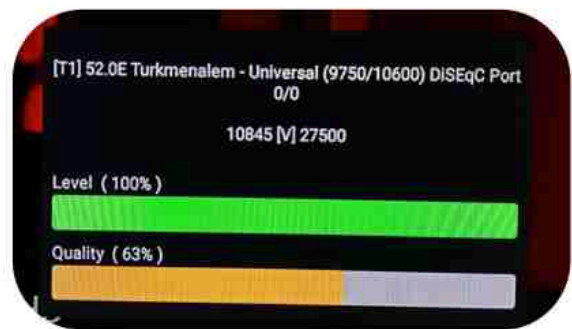 [T1] 52.0E Turkmenalem - Universal (9750/10600) DiSEqC Port
0/0
10845 [V] 27500
Level ( 100% )
Quality ( 63% )